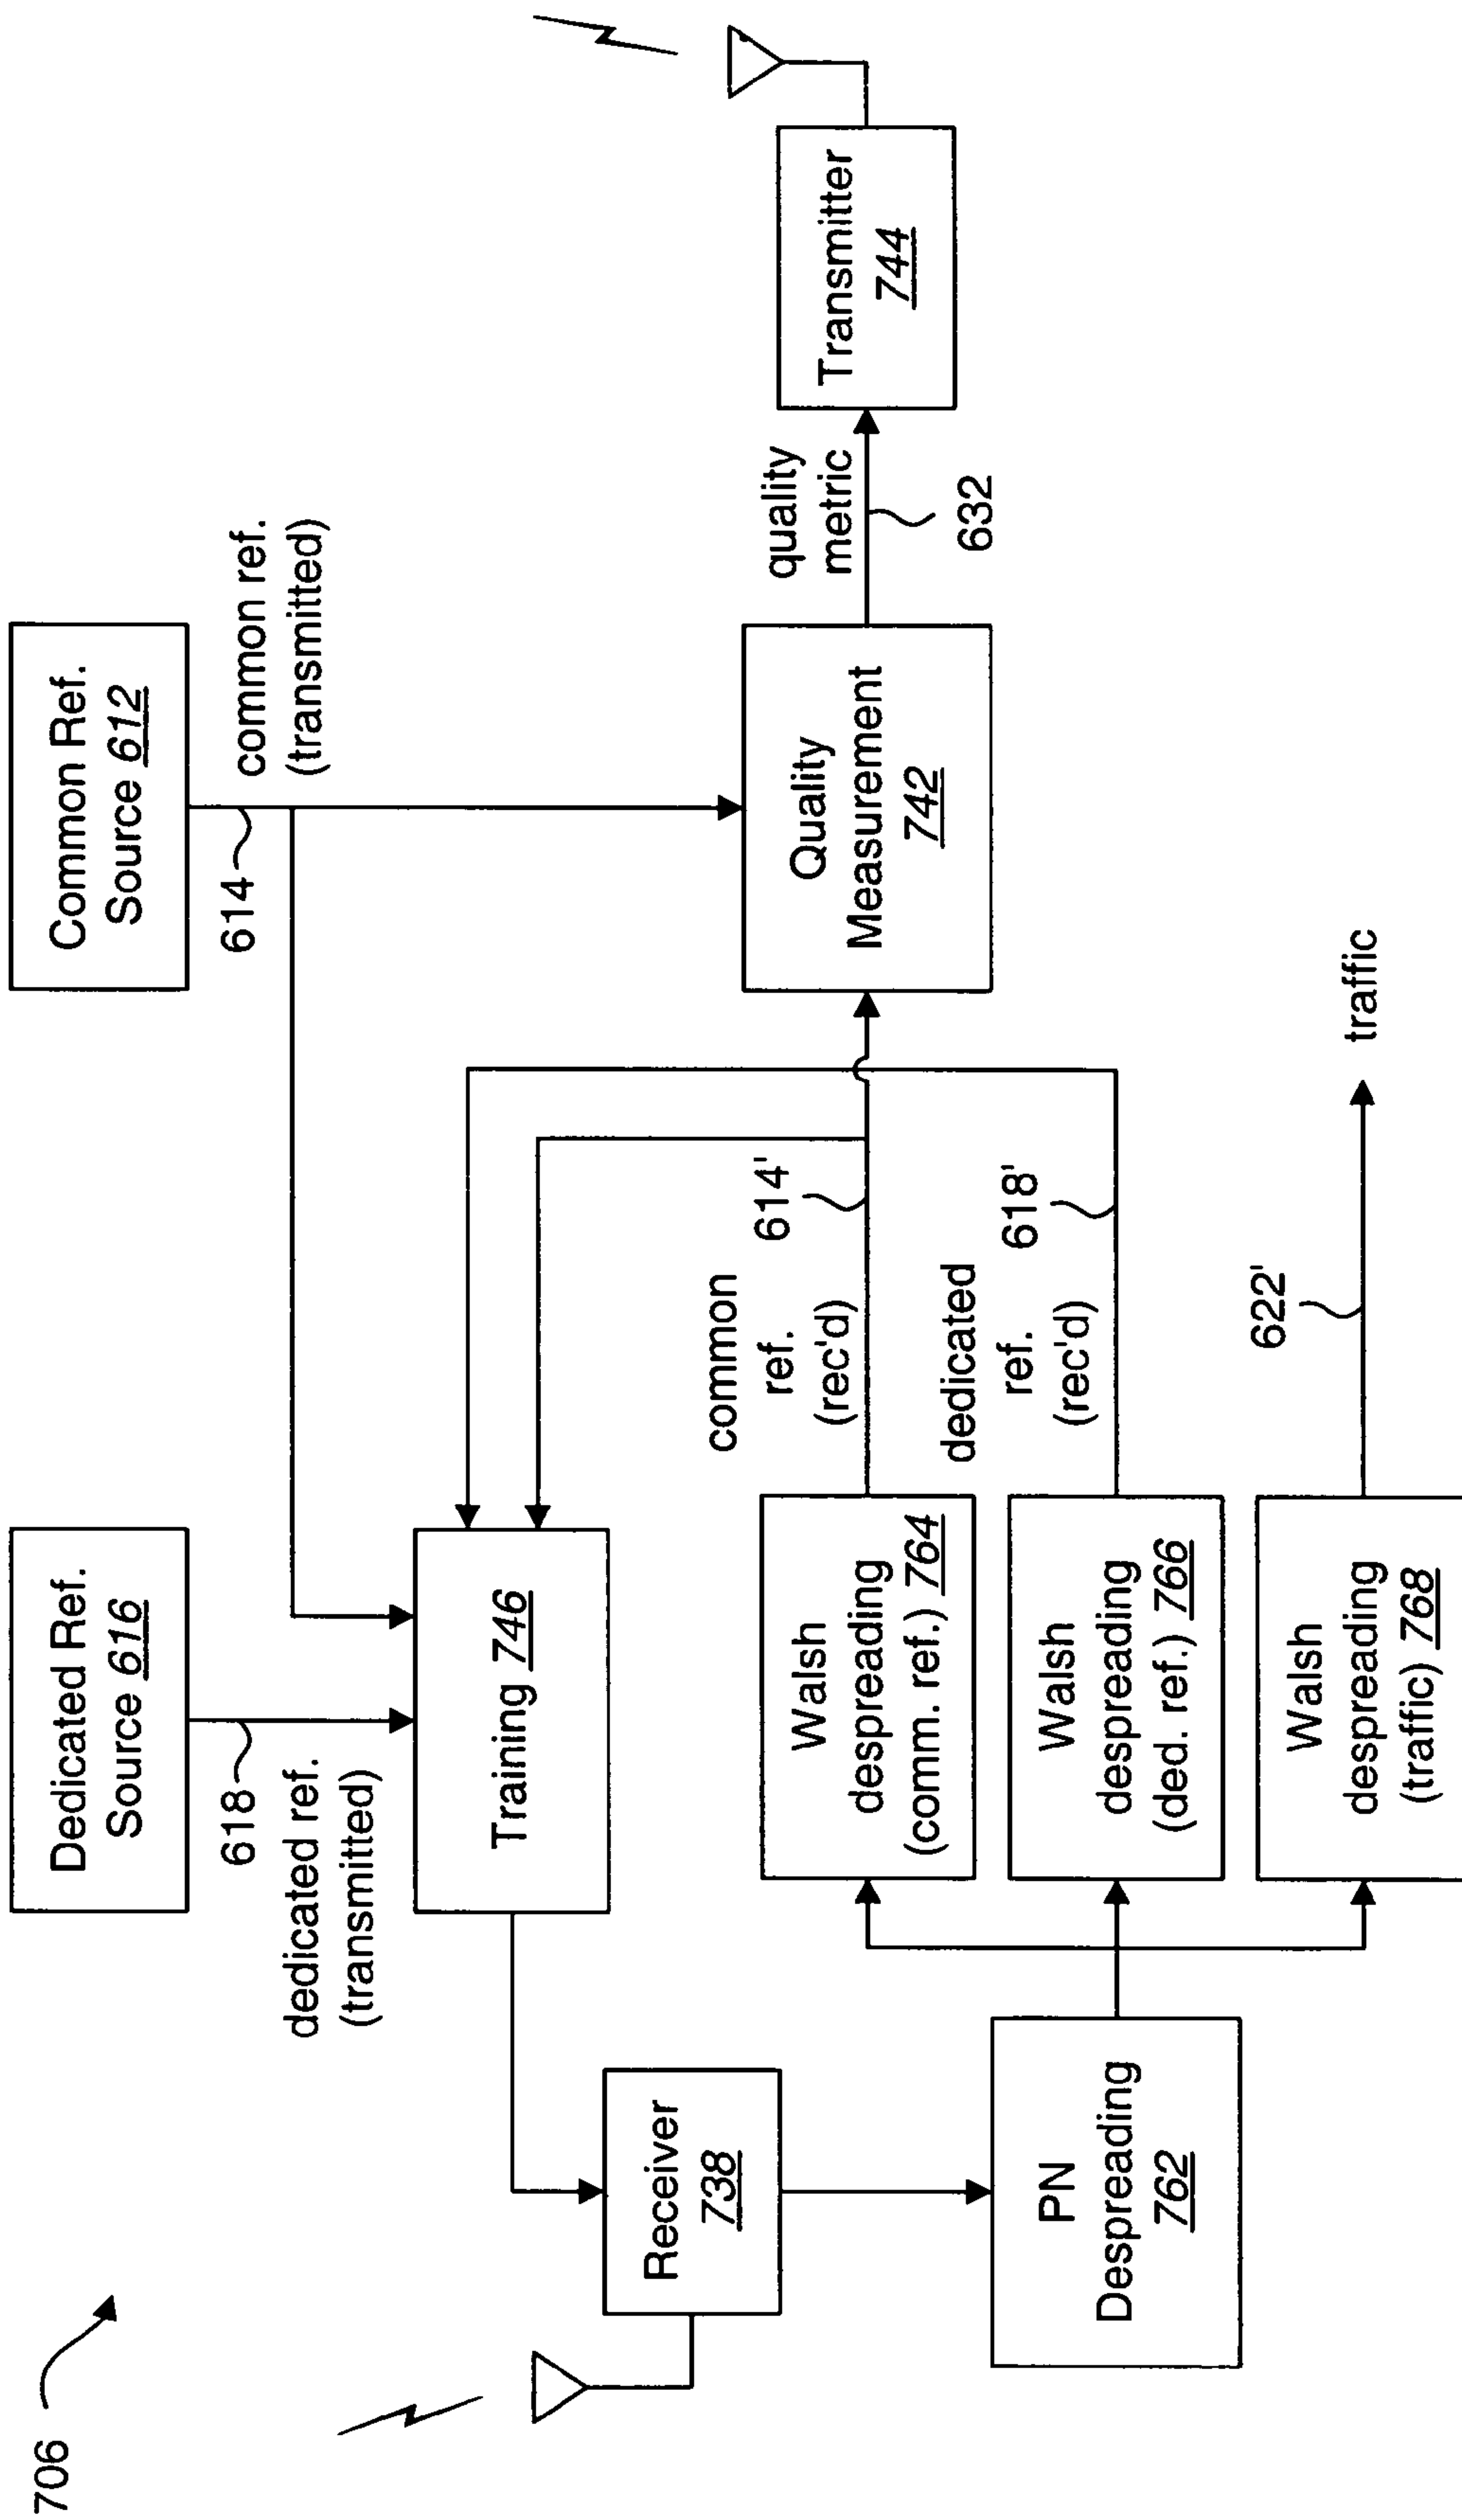 706
Dedicated Ref.
Source 616
Common Ref.
Source 612
618
dedicated ref.
(transmitted)
614
common ref.
(transmitted)
Training 746
Receiver
738
PN
Despreading
762
Walsh
despreading
(comm. ref.) 764
Walsh
despreading
(ded. ref.) 766
Walsh
despreading
(traffic) 768
common
ref.
(rec'd)
614'
dedicated
ref.
(rec'd)
618'
622'
traffic
Quality
Measurement
742
quality
metric
632
Transmitter
744